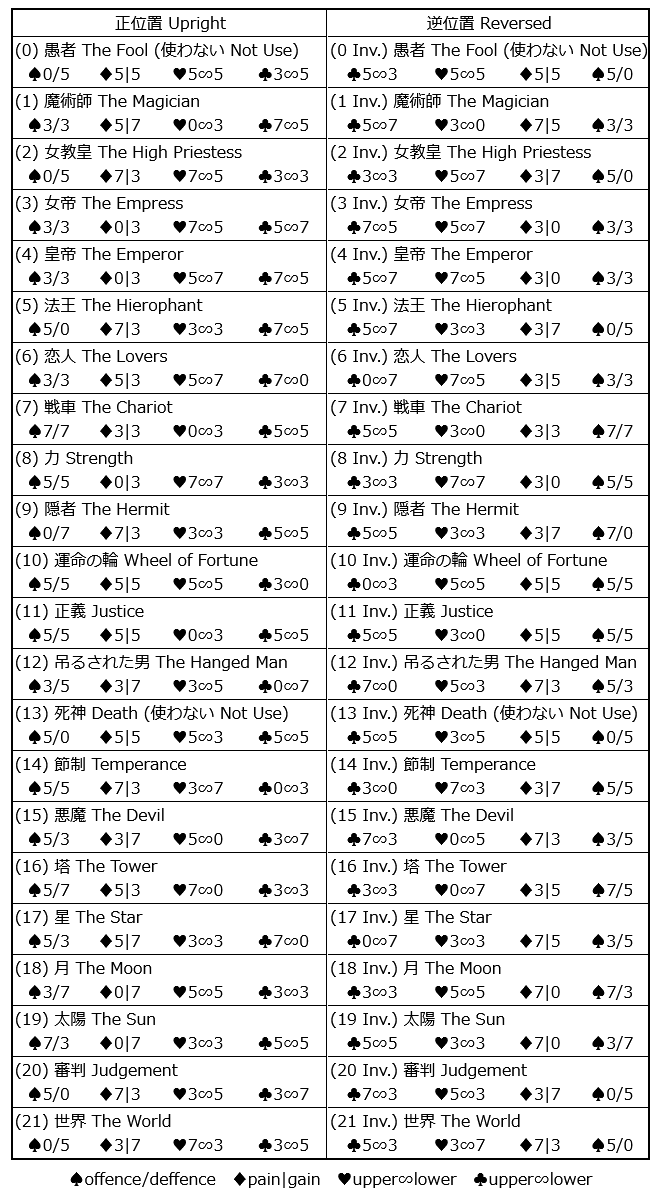 正位置 Upright 逆位置 Reversed
(0) 愚者 The Fool (使わない Not Use) (0 Inv.) 愚者 The Fool (使わない Not Use)
♠0/5 ♦5|5 ♥5∞5 ♣3∞5 ♣5∞3 ♥5∞5 ♦5|5 ♠5/0
(1) 魔術師 The Magician (1 Inv.) 魔術師 The Magician
♠3/3 ♦5|7 ♥0∞3 ♣7∞5 ♣5∞7 ♥3∞0 ♦7|5 ♠3/3
(2) 女教皇 The High Priestess (2 Inv.) 女教皇 The High Priestess
♠0/5 ♦7|3 ♥7∞5 ♣3∞3 ♣3∞3 ♥5∞7 ♦3|7 ♠5/0
(3) 女帝 The Empress (3 Inv.) 女帝 The Empress
♠3/3 ♦0|3 ♥7∞5 ♣5∞7 ♣7∞5 ♥5∞7 ♦3|0 ♠3/3
(4) 皇帝 The Emperor (4 Inv.) 皇帝 The Emperor
♠3/3 ♦0|3 ♥5∞7 ♣7∞5 ♣5∞7 ♥7∞5 ♦3|0 ♠3/3
(5) 法王 The Hierophant (5 Inv.) 法王 The Hierophant
♠5/0 ♦7|3 ♥3∞3 ♣7∞5 ♣5∞7 ♥3∞3 ♦3|7 ♠0/5
(6) 恋人 The Lovers (6 Inv.) 恋人 The Lovers
♠3/3 ♦5|3 ♥5∞7 ♣7∞0 ♣0∞7 ♥7∞5 ♦3|5 ♠3/3
(7) 戦車 The Chariot (7 Inv.) 戦車 The Chariot
♠7/7 ♦3|3 ♥0∞3 ♣5∞5 ♣5∞5 ♥3∞0 ♦3|3 ♠7/7
(8) 力 Strength (8 Inv.) 力 Strength
♠5/5 ♦0|3 ♥7∞7 ♣3∞3 ♣3∞3 ♥7∞7 ♦3|0 ♠5/5
(9) 隠者 The Hermit (9 Inv.) 隠者 The Hermit
♠0/7 ♦7|3 ♥3∞3 ♣5∞5 ♣5∞5 ♥3∞3 ♦3|7 ♠7/0
(10) 運命の輪 Wheel of Fortune (10 Inv.) 運命の輪 Wheel of Fortune
♠5/5 ♦5|5 ♥5∞5 ♣3∞0 ♣0∞3 ♥5∞5 ♦5|5 ♠5/5
(11) 正義 Justice (11 Inv.) 正義 Justice
♠5/5 ♦5|5 ♥0∞3 ♣5∞5 ♣5∞5 ♥3∞0 ♦5|5 ♠5/5
(12) 吊るされた男 The Hanged Man (12 Inv.) 吊るされた男 The Hanged Man
♠3/5 ♦3|7 ♥3∞5 ♣0∞7 ♣7∞0 ♥5∞3 ♦7|3 ♠5/3
(13) 死神 Death (使わない Not Use) (13 Inv.) 死神 Death (使わない Not Use)
♠5/0 ♦5|5 ♥5∞3 ♣5∞5 ♣5∞5 ♥3∞5 ♦5|5 ♠0/5
(14) 節制 Temperance (14 Inv.) 節制 Temperance
♠5/5 ♦7|3 ♥3∞7 ♣0∞3 ♣3∞0 ♥7∞3 ♦3|7 ♠5/5
(15) 悪魔 The Devil (15 Inv.) 悪魔 The Devil
♠5/3 ♦3|7 ♥5∞0 ♣3∞7 ♣7∞3 ♥0∞5 ♦7|3 ♠3/5
(16) 塔 The Tower (16 Inv.) 塔 The Tower
♠5/7 ♦5|3 ♥7∞0 ♣3∞3 ♣3∞3 ♥0∞7 ♦3|5 ♠7/5
(17) 星 The Star (17 Inv.) 星 The Star
♠5/3 ♦5|7 ♥3∞3 ♣7∞0 ♣0∞7 ♥3∞3 ♦7|5 ♠3/5
(18) 月 The Moon (18 Inv.) 月 The Moon
♠3/7 ♦0|7 ♥5∞5 ♣3∞3 ♣3∞3 ♥5∞5 ♦7|0 ♠7/3
(19) 太陽 The Sun (19 Inv.) 太陽 The Sun
♠7/3 ♦0|7 ♥3∞3 ♣5∞5 ♣5∞5 ♥3∞3 ♦7|0 ♠3/7
(20) 審判 Judgement (20 Inv.) 審判 Judgement
♠5/0 ♦7|3 ♥3∞5 ♣3∞7 ♣7∞3 ♥5∞3 ♦3|7 ♠0/5
(21) 世界 The World (21 Inv.) 世界 The World
♠0/5 ♦3|7 ♥7∞3 ♣3∞5 ♣5∞3 ♥3∞7 ♦7|3 ♠5/0
♠offence/deffence ♦pain|gain ♥upper∞lower ♣upper∞lower